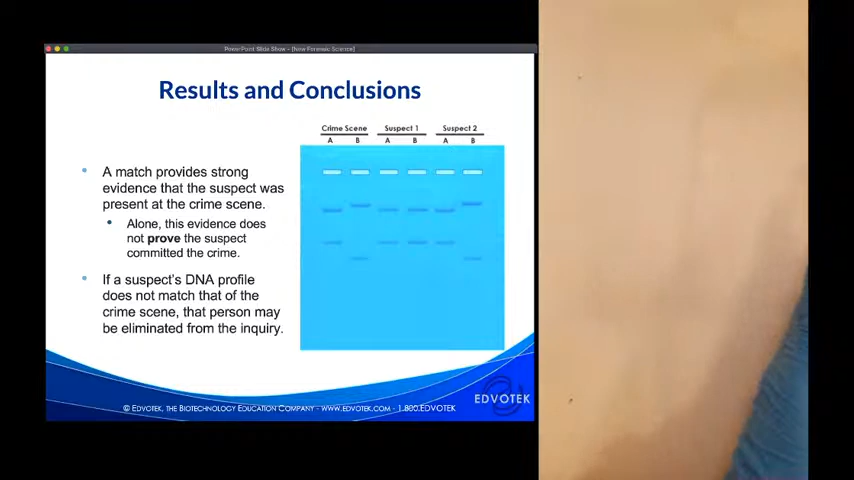 PowerPoint Slide Show - [New Forensic Science]
Results and Conclusions
Crime Scene Suspect 1 Suspect 2
A B A B A B
• A match provides strong
evidence that the suspect was
present at the crime scene.
• Alone, this evidence does
not prove the suspect
committed the crime.
• If a suspect's DNA profile
does not match that of the
crime scene, that person may
be eliminated from the inquiry.
EDVOTEK
© EDVOTEK, THE BIOTECHNOLOGY EDUCATION COMPANY - WWW.EDVOTEK.COM - 1.800.EDVOTEK